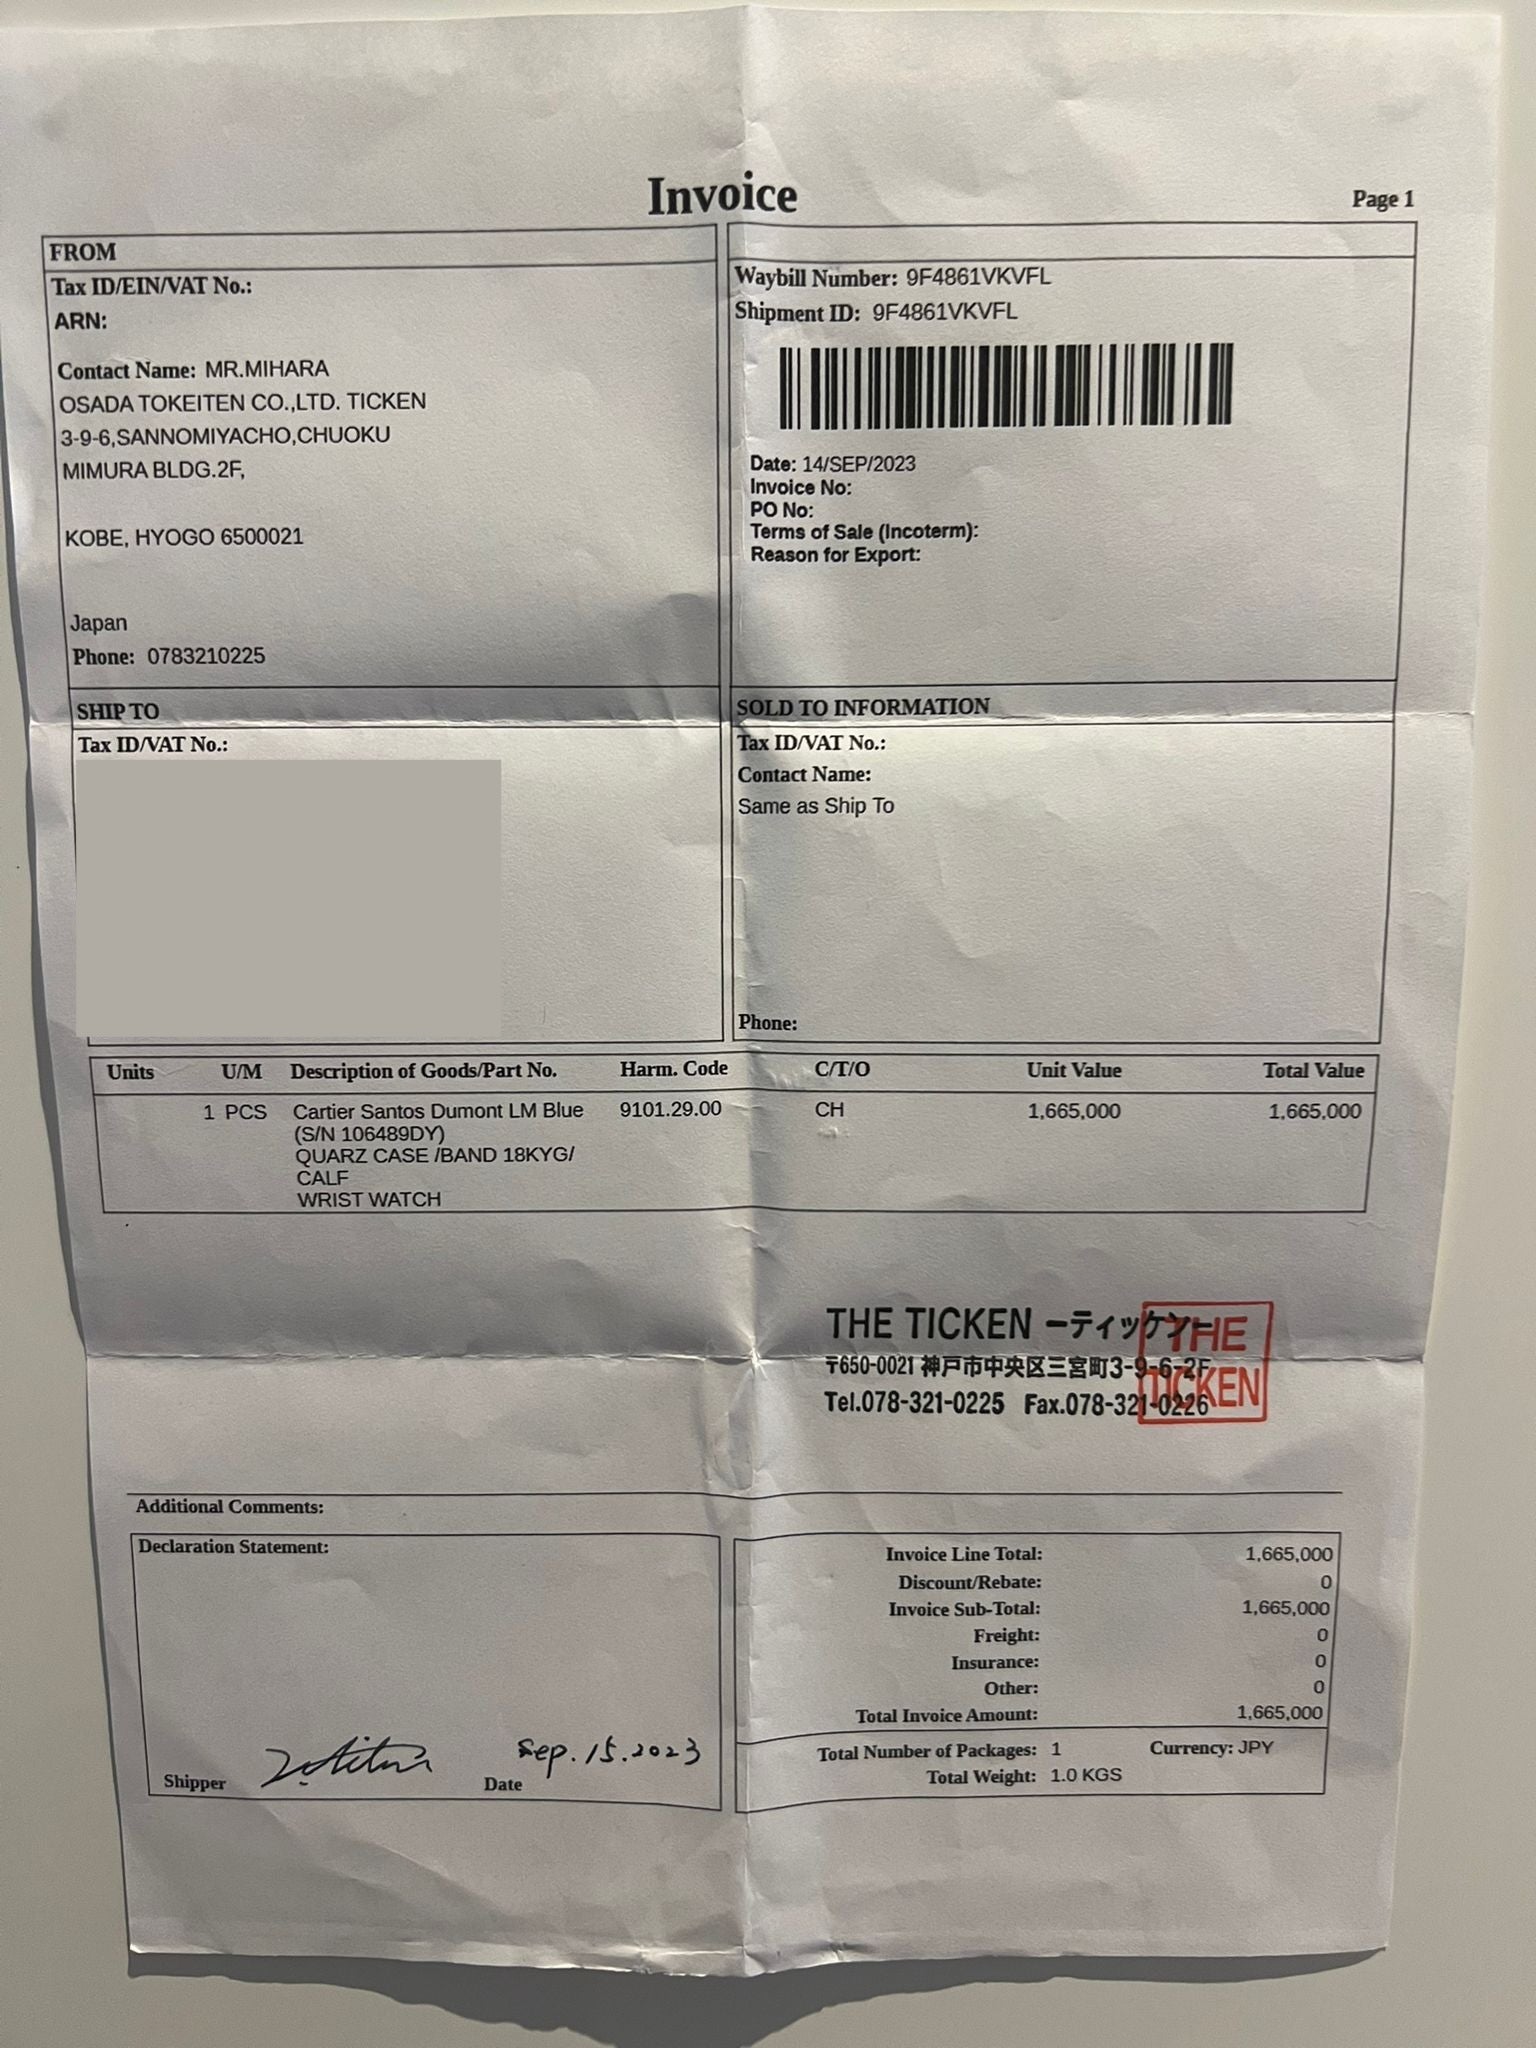 Invoice
Page 1
FROM
Tax ID/EIN/VAT No.:
ARN:
Contact Name: MR.MIHARA
OSADA TOKEITEN CO.,LTD. TICKEN
3-9-6,SANNOMIYACHO,CHUOKU
MIMURA BLDG.2F,
KOBE, HYOGO 6500021
Japan
Phone: 0783210225
Waybill Number: 9F4861VKVFL
Shipment ID: 9F4861VKVFL
Date: 14/SEP/2023
Invoice No:
PO No:
Terms of Sale (Incoterm):
Reason for Export:
SHIP TO
Tax ID/VAT No.:
SOLD TO INFORMATION
Tax ID/VAT No.:
Contact Name:
Same as Ship To
Phone:
Units U/M Description of Goods/Part No. Harm. Code C/T/O Unit Value Total Value
1 PCS Cartier Santos Dumont LM Blue 9101.29.00 CH 1,665,000 1,665,000
(S/N 106489DY)
QUARZ CASE /BAND 18KYG/
CALF
WRIST WATCH
THE TICKEN ーティッケンー
〒650-0021 神戸市中央区三宮町3-9-6-2F
Tel.078-321-0225 Fax.078-321-0226
THE
TICKEN
Additional Comments:
Declaration Statement:
Shipper
Date Sep.15.2023
Invoice Line Total: 1,665,000
Discount/Rebate: 0
Invoice Sub-Total: 1,665,000
Freight: 0
Insurance: 0
Other: 0
Total Invoice Amount: 1,665,000
Total Number of Packages: 1 Currency: JPY
Total Weight: 1.0 KGS